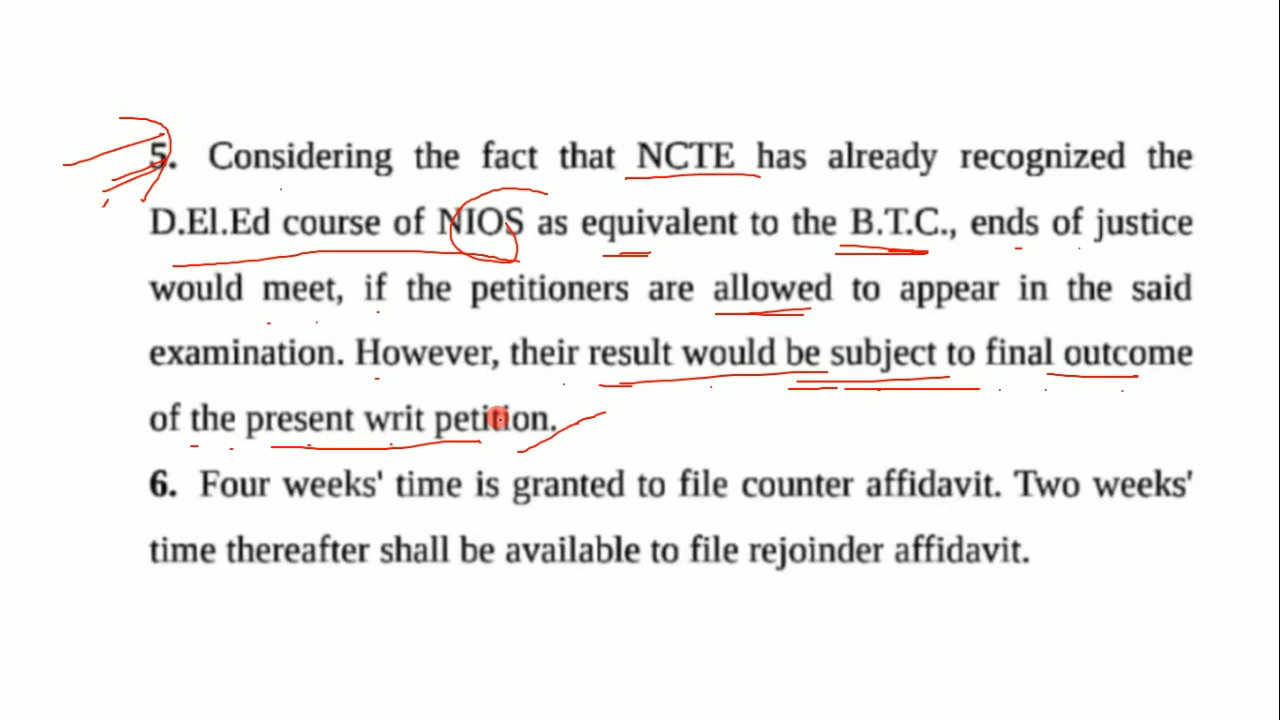 5. Considering the fact that NCTE has already recognized the
D.El.Ed course of NIOS as equivalent to the B.T.C., ends of justice
would meet, if the petitioners are allowed to appear in the said
examination. However, their result would be subject to final outcome
of the present writ petition.
6. Four weeks' time is granted to file counter affidavit. Two weeks'
time thereafter shall be available to file rejoinder affidavit.